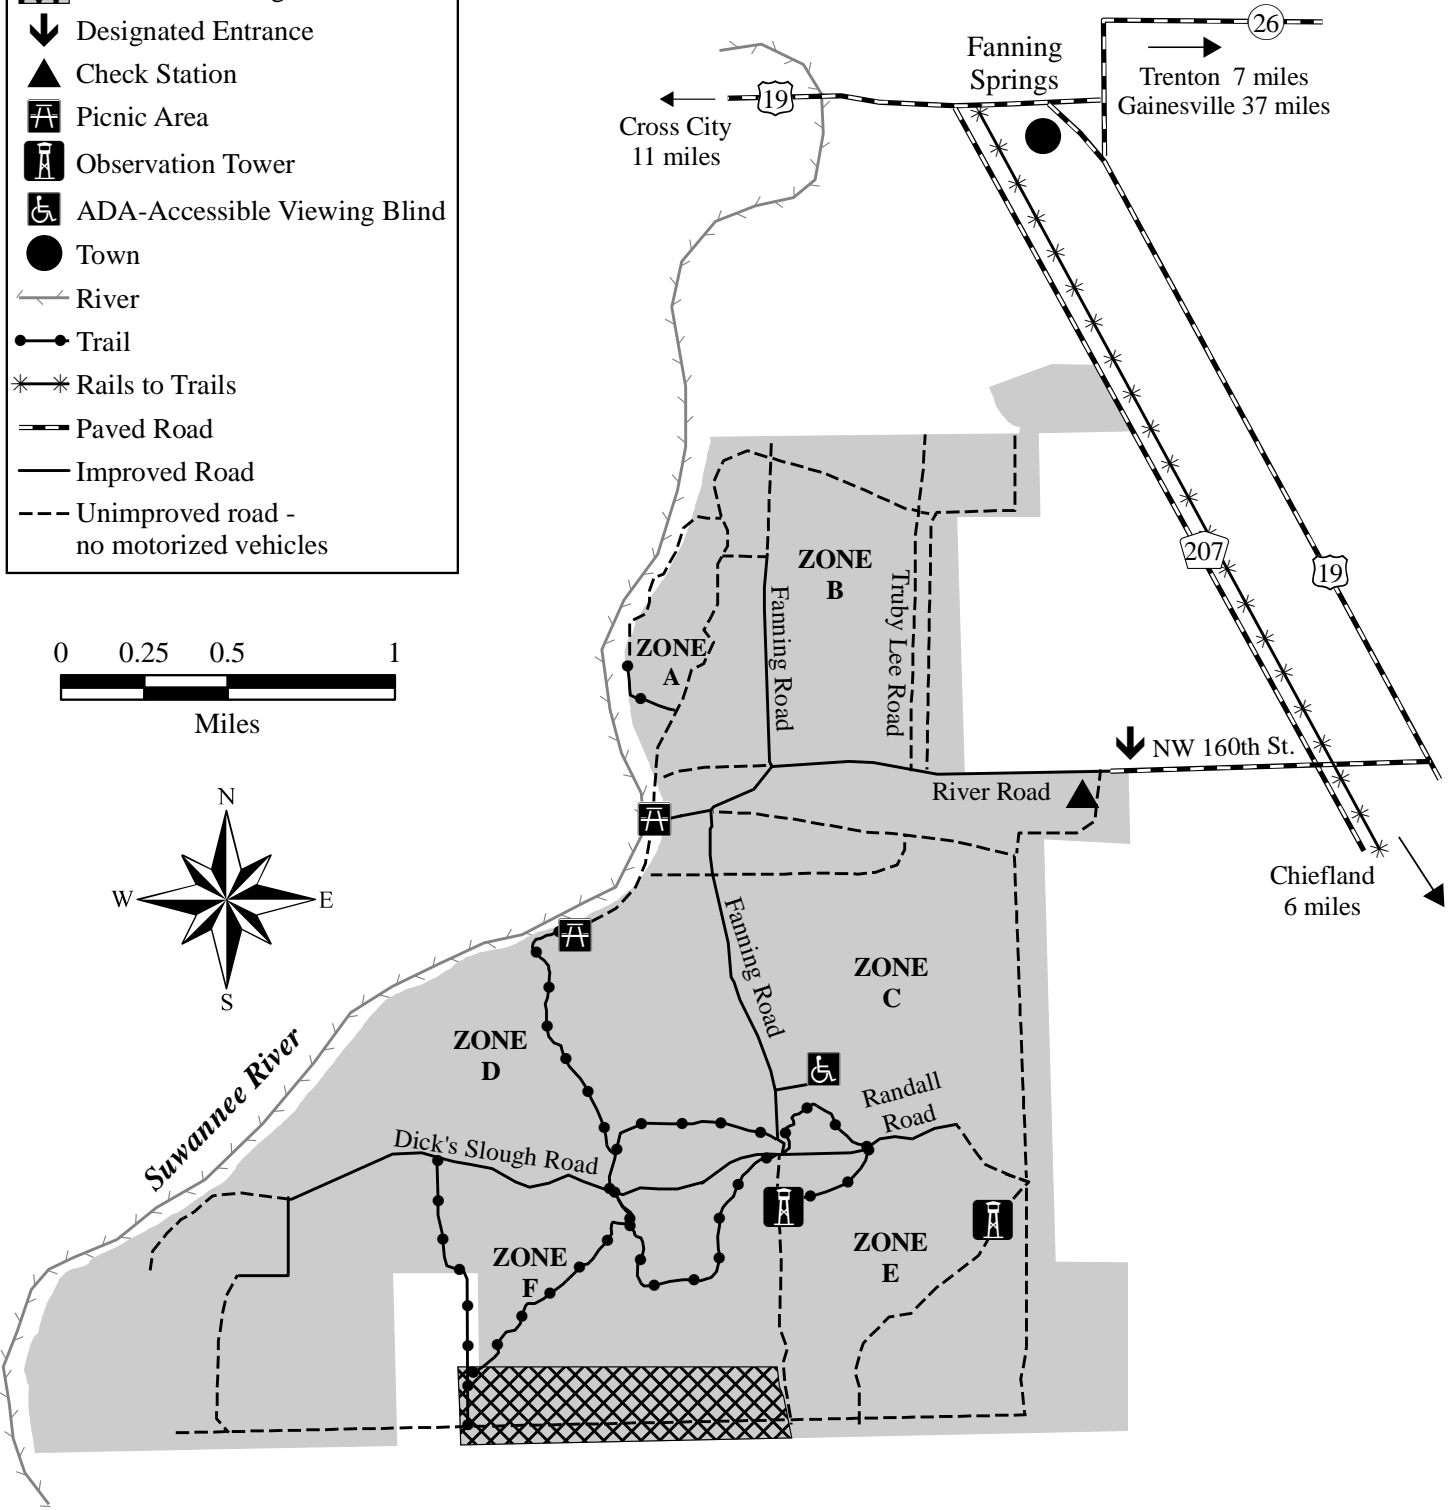 Designated Entrance
Check Station
Picnic Area
Observation Tower
ADA-Accessible Viewing Blind
Town
River
Trail
Rails to Trails
Paved Road
Improved Road
Unimproved road -
no motorized vehicles
0 0.25 0.5 1
Miles
N
W E
S
26
Fanning
Springs
Trenton 7 miles
Gainesville 37 miles
19
Cross City
11 miles
207
19
ZONE
B
Fanning Road
Truby Lee Road
ZONE
A
NW 160th St.
River Road
Chiefland
6 miles
Fanning Road
ZONE
C
ZONE
D
Suwannee River
Randall
Road
Dick's Slough Road
ZONE
F
ZONE
E